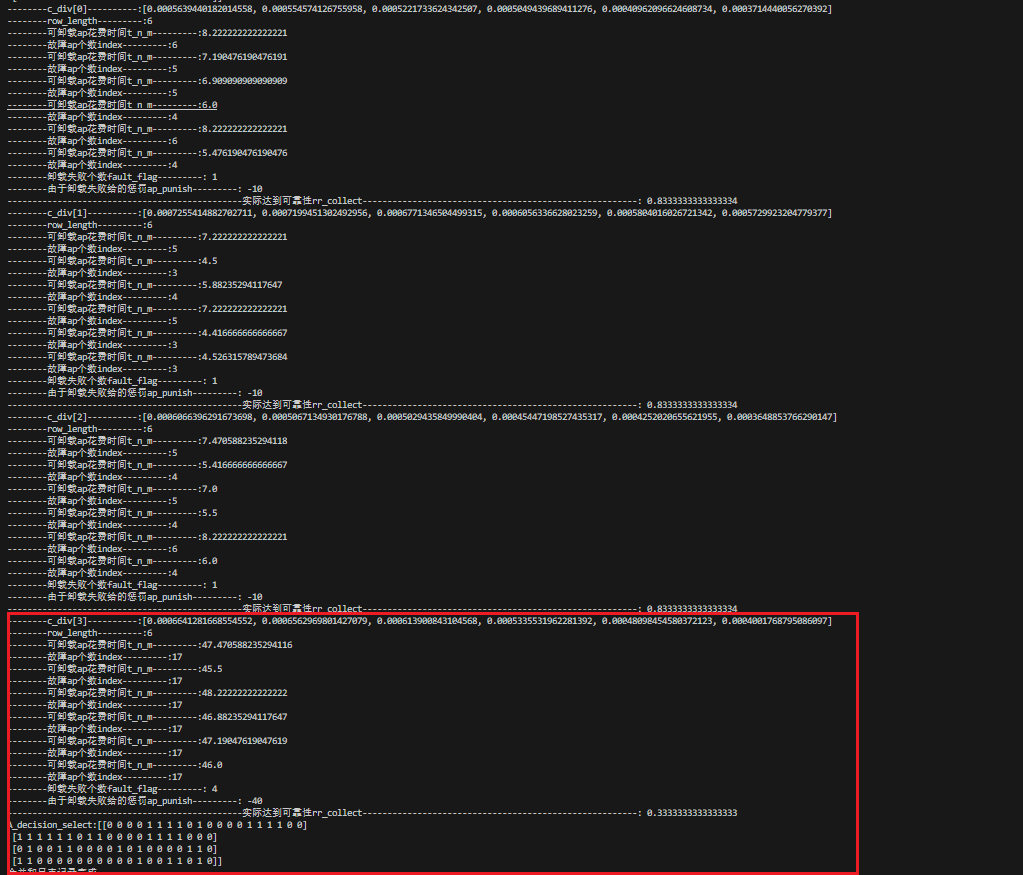 --------c_div[0]----------:[0.0005639440182014558, 0.000554574126755958, 0.0005221733624342507, 0.0005049439689411276, 0.00040962096624608734, 0.0003714440056270392]
--------row_length---------:6
--------可卸载ap花费时间t_n_m---------:8.222222222222221
--------故障ap个数index---------:6
--------可卸载ap花费时间t_n_m---------:7.190476190476191
--------故障ap个数index---------:5
--------可卸载ap花费时间t_n_m---------:6.909090909090909
--------故障ap个数index---------:5
--------可卸载ap花费时间t_n_m---------:6.0
--------故障ap个数index---------:4
--------可卸载ap花费时间t_n_m---------:8.222222222222221
--------故障ap个数index---------:6
--------可卸载ap花费时间t_n_m---------:5.476190476190476
--------故障ap个数index---------:4
--------卸载失败个数fault_flag---------: 1
--------由于卸载失败给的惩罚ap_punish---------: -10
-----------------------------------------------实际达到可靠性rr_collect-------------------------------------------------------: 0.8333333333333334
--------c_div[1]----------:[0.0007255414882702711, 0.0007199451302492956, 0.0006771346504499315, 0.0006056336628023259, 0.0005804016026721342, 0.0005729923204779377]
--------row_length---------:6
--------可卸载ap花费时间t_n_m---------:7.222222222222221
--------故障ap个数index---------:5
--------可卸载ap花费时间t_n_m---------:4.5
--------故障ap个数index---------:3
--------可卸载ap花费时间t_n_m---------:5.88235294117647
--------故障ap个数index---------:4
--------可卸载ap花费时间t_n_m---------:7.222222222222221
--------故障ap个数index---------:5
--------可卸载ap花费时间t_n_m---------:4.416666666666667
--------故障ap个数index---------:3
--------可卸载ap花费时间t_n_m---------:4.526315789473684
--------故障ap个数index---------:3
--------卸载失败个数fault_flag---------: 1
--------由于卸载失败给的惩罚ap_punish---------: -10
-----------------------------------------------实际达到可靠性rr_collect-------------------------------------------------------: 0.8333333333333334
--------c_div[2]----------:[0.0006066396291673698, 0.0005067134930176788, 0.0005029435849990404, 0.00045447198527435317, 0.0004252020655621955, 0.0003648853766290147]
--------row_length---------:6
--------可卸载ap花费时间t_n_m---------:7.470588235294118
--------故障ap个数index---------:5
--------可卸载ap花费时间t_n_m---------:5.416666666666667
--------故障ap个数index---------:4
--------可卸载ap花费时间t_n_m---------:7.0
--------故障ap个数index---------:5
--------可卸载ap花费时间t_n_m---------:5.5
--------故障ap个数index---------:4
--------可卸载ap花费时间t_n_m---------:8.222222222222221
--------故障ap个数index---------:6
--------可卸载ap花费时间t_n_m---------:6.0
--------故障ap个数index---------:4
--------卸载失败个数fault_flag---------: 1
--------由于卸载失败给的惩罚ap_punish---------: -10
-----------------------------------------------实际达到可靠性rr_collect-------------------------------------------------------: 0.8333333333333334
--------c_div[3]----------:[0.0006641281668554552, 0.0006562969801427079, 0.000613900843104568, 0.0005335531962281392, 0.00048098454580372123, 0.0004001768795086097]
--------row_length---------:6
--------可卸载ap花费时间t_n_m---------:47.470588235294116
--------故障ap个数index---------:17
--------可卸载ap花费时间t_n_m---------:45.5
--------故障ap个数index---------:17
--------可卸载ap花费时间t_n_m---------:48.22222222222222
--------故障ap个数index---------:17
--------可卸载ap花费时间t_n_m---------:46.88235294117647
--------故障ap个数index---------:17
--------可卸载ap花费时间t_n_m---------:47.19047619047619
--------故障ap个数index---------:17
--------可卸载ap花费时间t_n_m---------:46.0
--------故障ap个数index---------:17
--------卸载失败个数fault_flag---------: 4
--------由于卸载失败给的惩罚ap_punish---------: -40
-----------------------------------------------实际达到可靠性rr_collect-------------------------------------------------------: 0.3333333333333333
A_decision_select:[[0 0 0 0 1 1 1 1 0 1 0 0 0 0 1 1 1 1 0 0]
[1 1 1 1 1 1 0 1 1 0 0 0 0 1 1 1 1 0 0 0]
[0 1 0 0 1 1 0 0 0 0 1 0 1 0 0 0 0 1 1 0]
[1 1 0 0 0 0 0 0 0 0 0 0 1 0 0 1 1 0 1 0]]